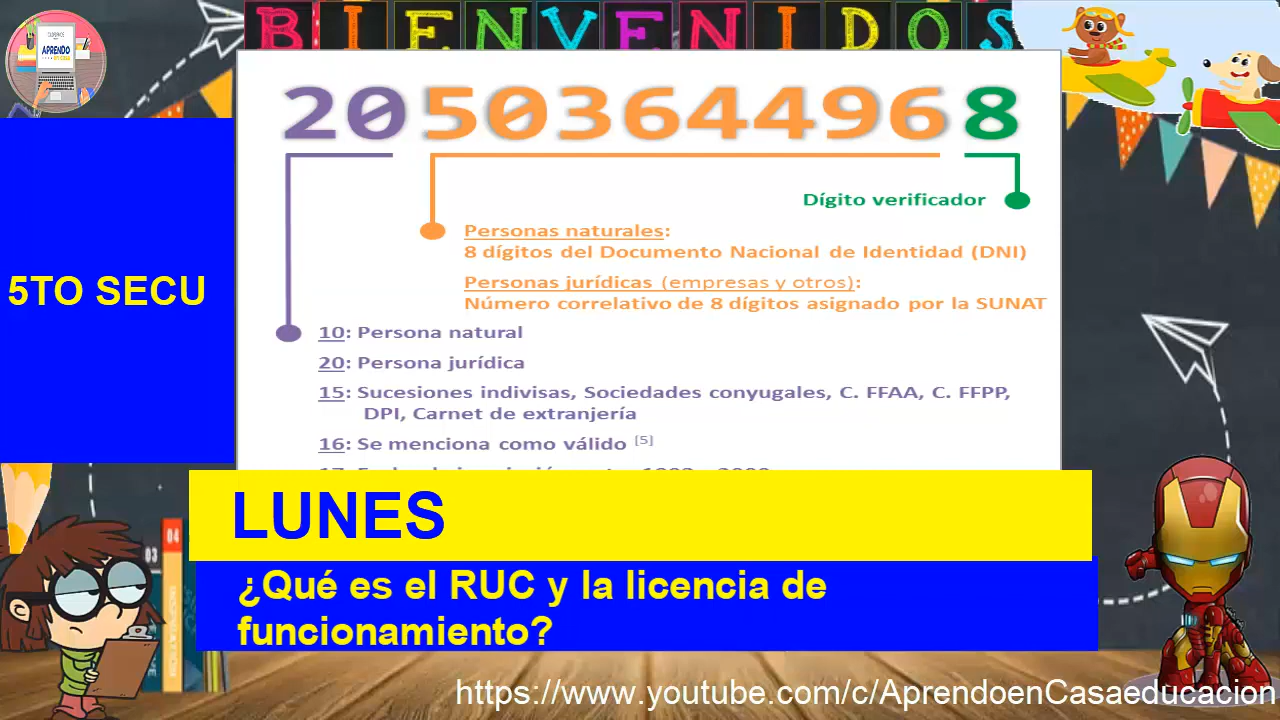 BIENVENIDOS
APRENDO
20503644968
Dígito verificador
Personas naturales:
8 dígitos del Documento Nacional de Identidad (DNI)
Personas jurídicas (empresas y otros):
Número correlativo de 8 dígitos asignado por la SUNAT
5TO SECU
10: Persona natural
20: Persona jurídica
15: Sucesiones indivisas, Sociedades conyugales, C. FFAA, C. FFPP,
DPI, Carnet de extranjería
16: Se menciona como válido [5]
LUNES
03
04
¿Qué es el RUC y la licencia de
funcionamiento?
https://www.youtube.com/c/AprendoenCasaeducacion